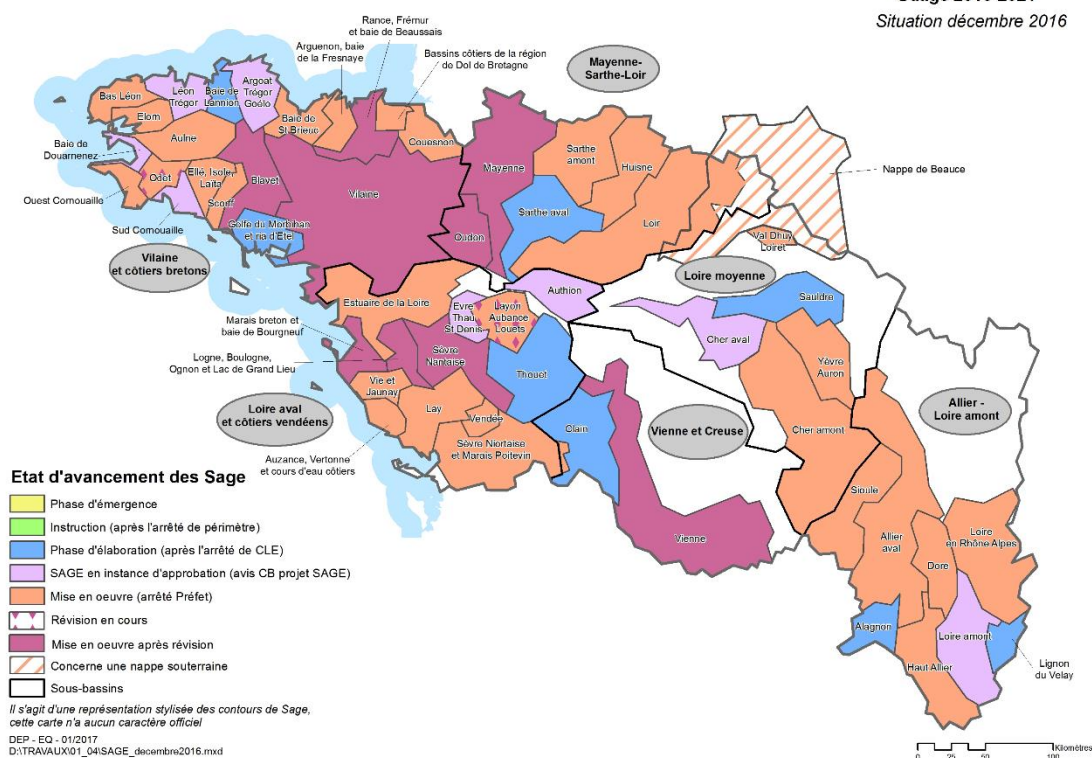 Situation décembre 2016
Rance, Frémur
et baie de Beaussais
Arguenon, baie
de la Fresnaye
Bassins côtiers de la région
de Dol de Bretagne
Mayenne-
Sarthe-Loir
Bas Léon
Léon
Trégor
Baie de
Lannion
Argoat
Trégor
Goëlo
Elorn
Aulne
Baie de
St Brieuc
Couesnon
Baie de
Douarnenez
Odet
Ellé, Isole,
Laïta
Scorff
Blavet
Vilaine
Ouest Cornouaille
Sud Cornouaille
Golfe du Morbihan
et ria d'Etel
Vilaine
et côtiers bretons
Mayenne
Oudon
Sarthe
amont
Huisne
Sarthe aval
Loir
Nappe de Beauce
Val Dhuy
Loiret
Loire moyenne
Estuaire de la Loire
Evre
Thau
St Denis
Layon
Aubance
Louets
Authion
Sauldre
Cher aval
Yèvre
Auron
Marais breton et
baie de Bourgneuf
Logne, Boulogne,
Ognon et Lac de Grand Lieu
Sèvre
Nantaise
Thouet
Vie et
Jaunay
Lay
Vendée
Loire aval
et côtiers vendéens
Auzance, Vertonne
et cours d'eau côtiers
Sèvre Niortaise
et Marais Poitevin
Clain
Vienne et Creuse
Vienne
Cher amont
Allier -
Loire amont
Sioule
Allier
aval
Dore
Loire
en Rhône Alpes
Alagnon
Loire amont
Haut Allier
Lignon
du Velay
Etat d'avancement des Sage
Phase d'émergence
Instruction (après l'arrêté de périmètre)
Phase d'élaboration (après l'arrêté de CLE)
SAGE en instance d'approbation (avis CB projet SAGE)
Mise en oeuvre (arrêté Préfet)
Révision en cours
Mise en oeuvre après révision
Concerne une nappe souterraine
Sous-bassins
Il s'agit d'une représentation stylisée des contours de Sage,
cette carte n'a aucun caractère officiel
DEP - EQ - 01/2017
D:\TRAVAUX\01_04\SAGE_decembre2016.mxd
Kilomètres
0 25 50 100